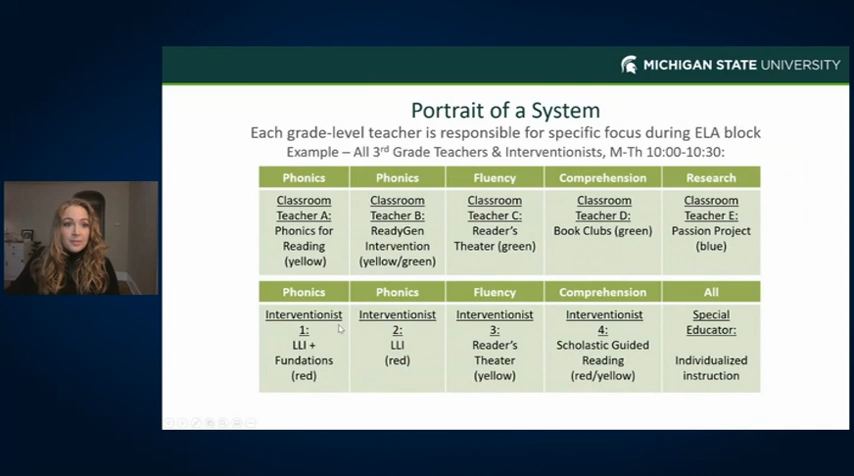 MICHIGAN STATE UNIVERSITY
Portrait of a System
Each grade-level teacher is responsible for specific focus during ELA block
Example – All 3rd Grade Teachers & Interventionists, M-Th 10:00-10:30:
Phonics
Phonics
Fluency
Comprehension
Research
Classroom
Teacher A:
Phonics for
Reading
(yellow)
Classroom
Teacher B:
ReadyGen
Intervention
(yellow/green)
Classroom
Teacher C:
Reader's
Theater (green)
Classroom
Teacher D:
Book Clubs (green)
Classroom
Teacher E:
Passion Project
(blue)
Phonics
Phonics
Fluency
Comprehension
All
Interventionist
1:
LLI +
Fundations
(red)
Interventionist
2:
LLI
(red)
Interventionist
3:
Reader's
Theater
(yellow)
Interventionist
4:
Scholastic Guided
Reading
(red/yellow)
Special
Educator:
Individualized
instruction